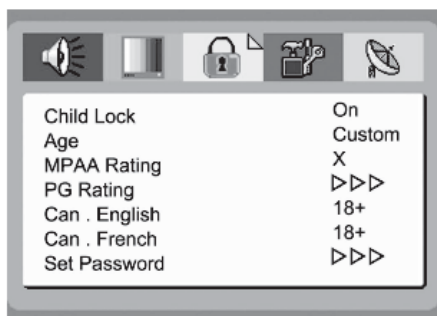 Child Lock On
Age Custom
MPAA Rating X
PG Rating ▷▷▷
Can . English 18+
Can . French 18+
Set Password ▷▷▷